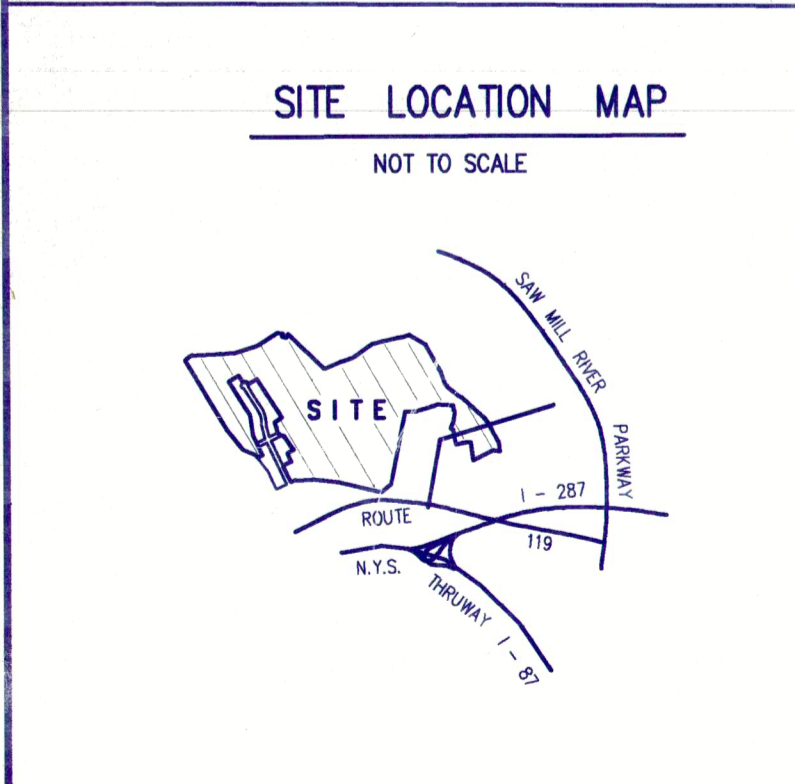 SITE LOCATION MAP
NOT TO SCALE
SAW MILL RIVER PARKWAY
SITE
I - 287
ROUTE 119
N.Y.S. THRUWAY I - 87